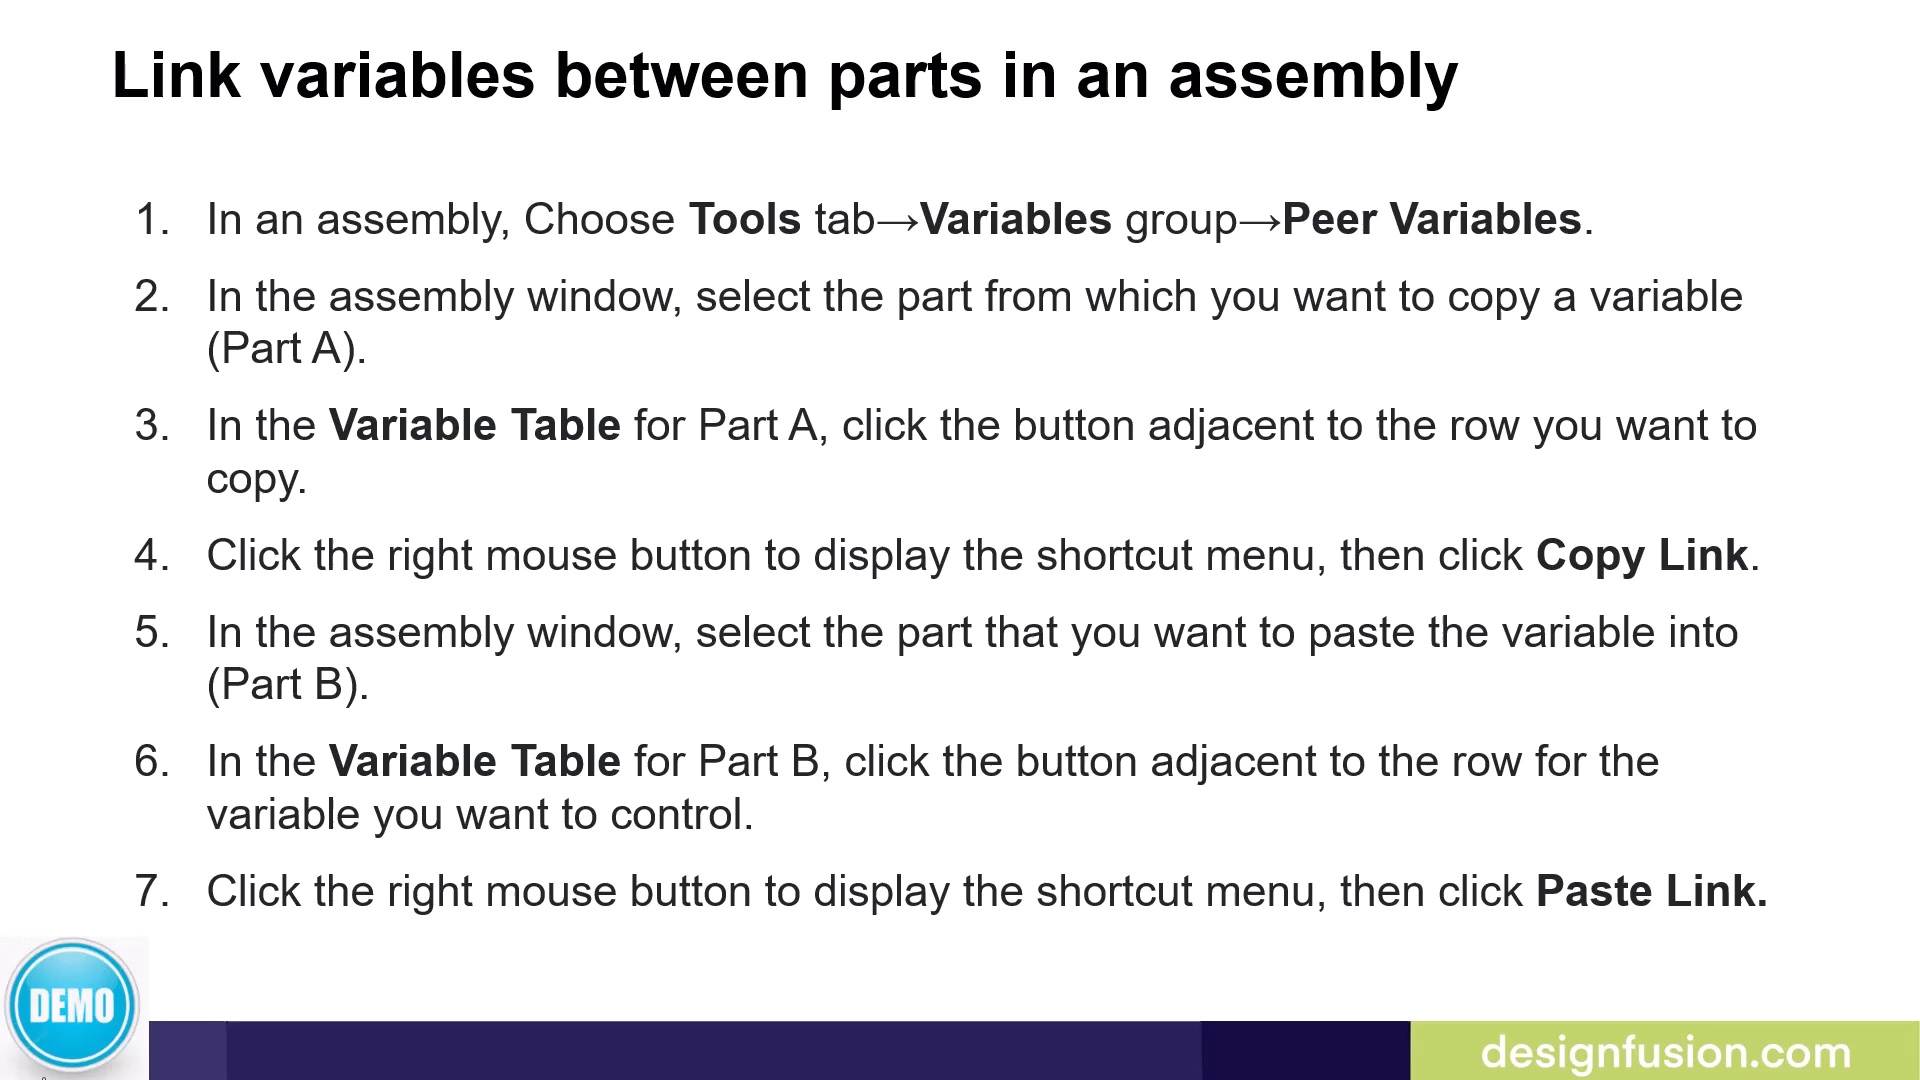 Link variables between parts in an assembly
1. In an assembly, Choose Tools tab→Variables group→Peer Variables.
2. In the assembly window, select the part from which you want to copy a variable
(Part A).
3. In the Variable Table for Part A, click the button adjacent to the row you want to
copy.
4. Click the right mouse button to display the shortcut menu, then click Copy Link.
5. In the assembly window, select the part that you want to paste the variable into
(Part B).
6. In the Variable Table for Part B, click the button adjacent to the row for the
variable you want to control.
7. Click the right mouse button to display the shortcut menu, then click Paste Link.
DEMO
designfusion.com